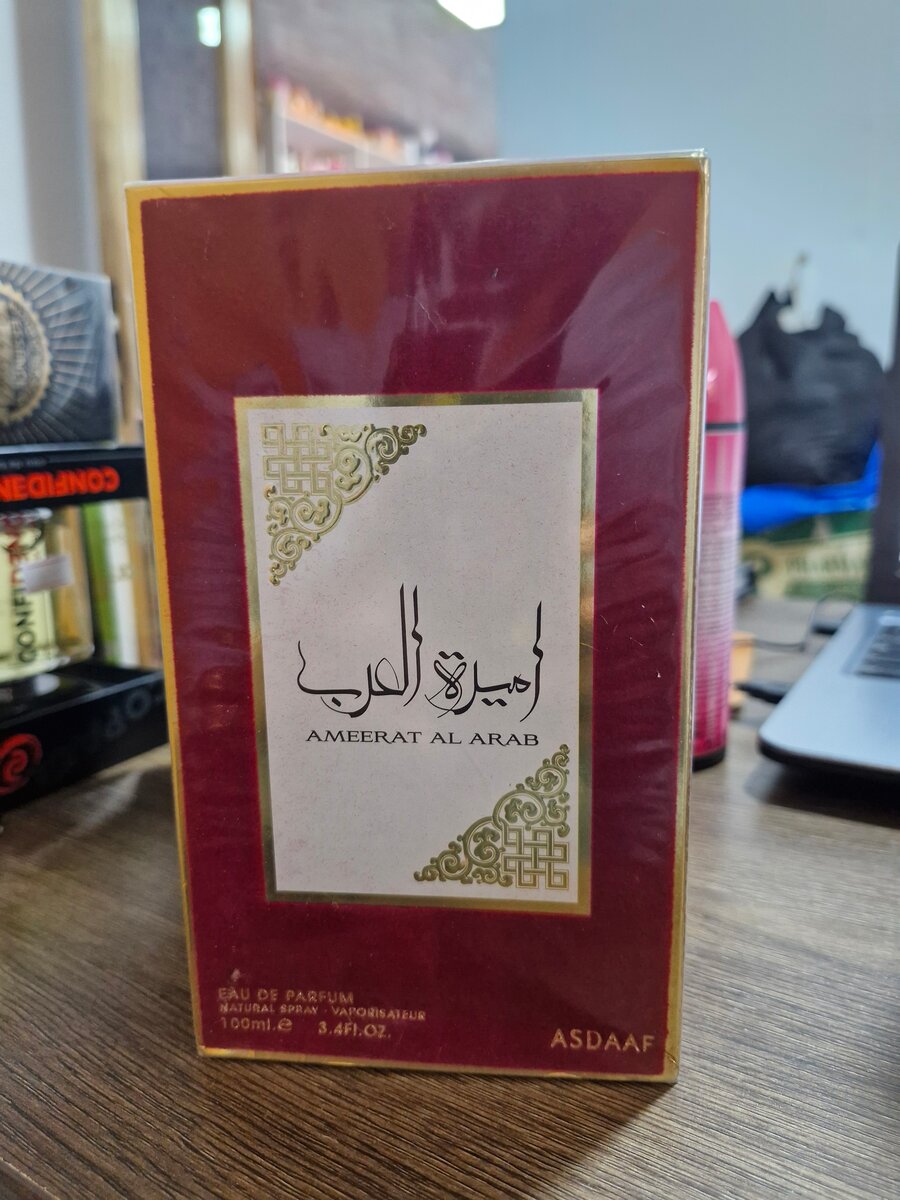 اميرة العرب
AMEERAT AL ARAB
EAU DE PARFUM
NATURAL SPRAY · VAPORISATEUR
100ml.e 3.4Fl.OZ.
ASDAAF